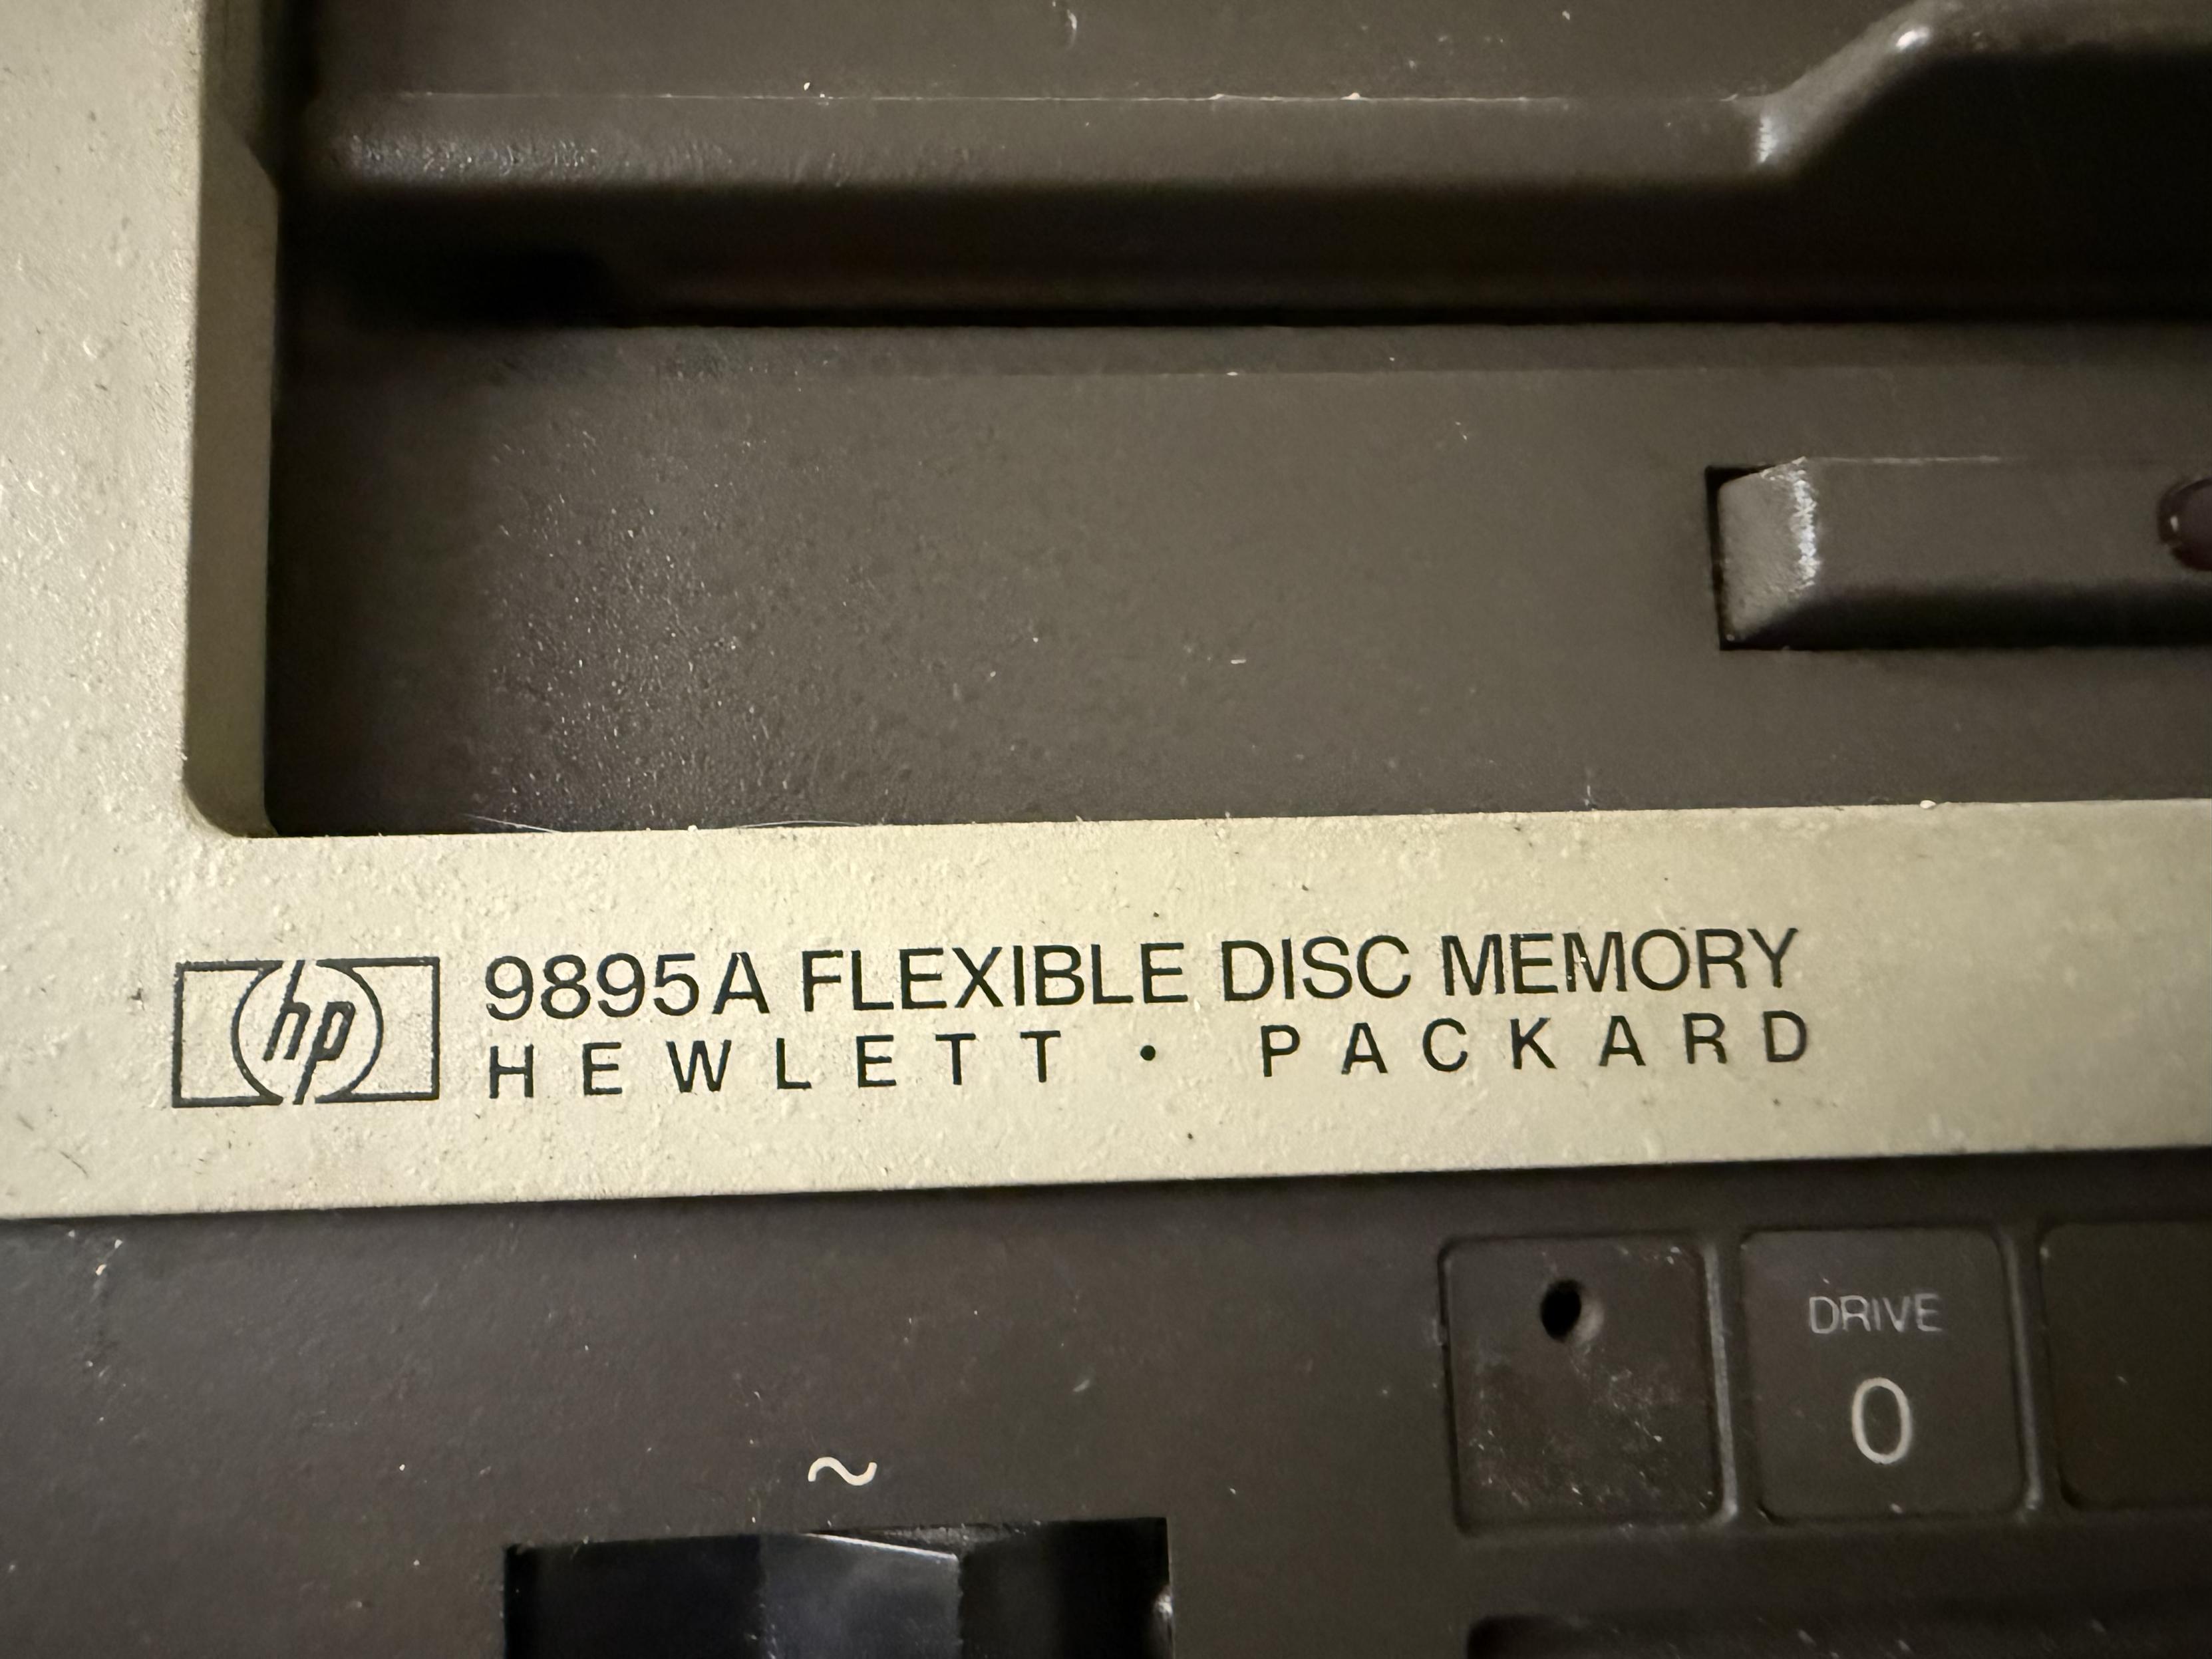 hp
9895A FLEXIBLE DISC MEMORY
HEWLETT • PACKARD
DRIVE
0
~